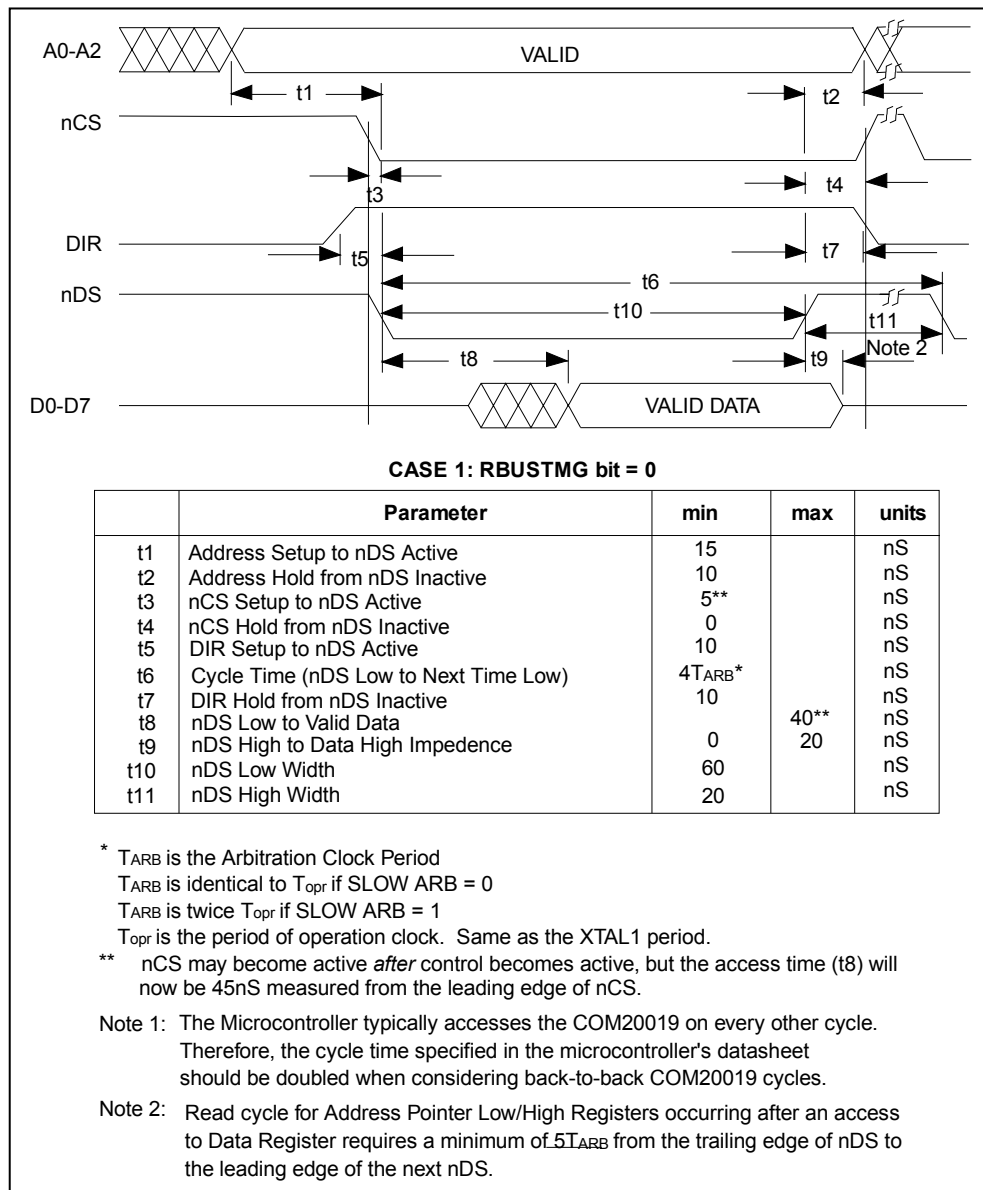 A0-A2
VALID
t1
t2
nCS
t3
t4
DIR
t5
t7
t6
nDS
t10
t11
Note 2
t8
t9
D0-D7
VALID DATA
CASE 1: RBUSTMG bit = 0
Parameter min max units
t1 Address Setup to nDS Active 15 nS
t2 Address Hold from nDS Inactive 10 nS
t3 nCS Setup to nDS Active 5** nS
t4 nCS Hold from nDS Inactive 0 nS
t5 DIR Setup to nDS Active 10 nS
t6 Cycle Time (nDS Low to Next Time Low) 4TARB* nS
t7 DIR Hold from nDS Inactive 10 nS
t8 nDS Low to Valid Data 40** nS
t9 nDS High to Data High Impedence 0 20 nS
t10 nDS Low Width 60 nS
t11 nDS High Width 20 nS
* TARB is the Arbitration Clock Period
TARB is identical to Topr if SLOW ARB = 0
TARB is twice Topr if SLOW ARB = 1
Topr is the period of operation clock. Same as the XTAL1 period.
** nCS may become active after control becomes active, but the access time (t8) will
now be 45nS measured from the leading edge of nCS.
Note 1: The Microcontroller typically accesses the COM20019 on every other cycle.
Therefore, the cycle time specified in the microcontroller's datasheet
should be doubled when considering back-to-back COM20019 cycles.
Note 2: Read cycle for Address Pointer Low/High Registers occurring after an access
to Data Register requires a minimum of 5TARB from the trailing edge of nDS to
the leading edge of the next nDS.